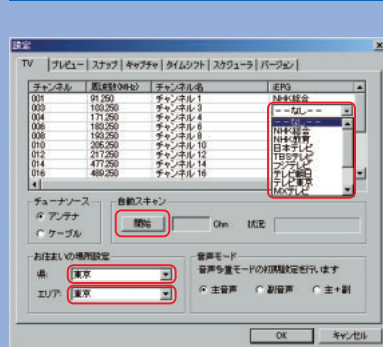 設定
TV プレビュー スナップ キャプチャ タイムシフト スケジューラ バージョン
チャンネル 周波数(MHz) チャンネル名 iEPG
001 91.250 チャンネル 1 NHK総合
003 103.250 チャンネル 3 --なし--
004 171.250 チャンネル 4 --なし--
006 183.250 チャンネル 6 NHK総合
008 193.250 チャンネル 8 NHK教育
010 205.250 チャンネル 10 日本テレビ
012 217.250 チャンネル 12 TBSテレビ
014 477.250 チャンネル 14 フジテレビ
016 489.250 チャンネル 16 テレビ朝日
テレビ東京
MXテレビ
チューナソース 自動スキャン
アンテナ 開始 Chn 状況
ケーブル
お住まいの場所設定 音声モード
県: 東京 音声多重モードの初期設定を行います
エリア: 東京 主音声 副音声 主+副
OK キャンセル